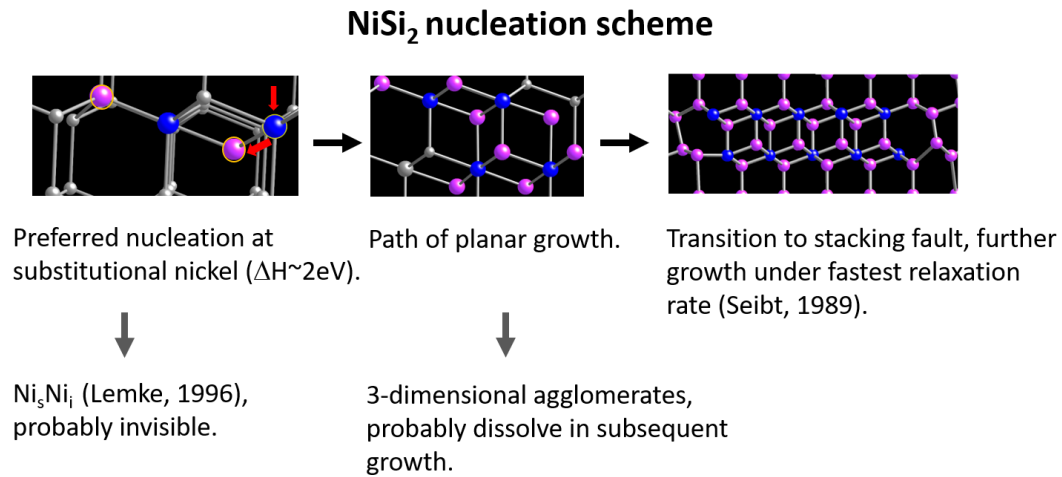 NiSi₂ nucleation scheme
Preferred nucleation at
substitutional nickel (ΔH~2eV).
Path of planar growth.
Transition to stacking fault, further
growth under fastest relaxation
rate (Seibt, 1989).
NiₛNiᵢ (Lemke, 1996),
probably invisible.
3-dimensional agglomerates,
probably dissolve in subsequent
growth.